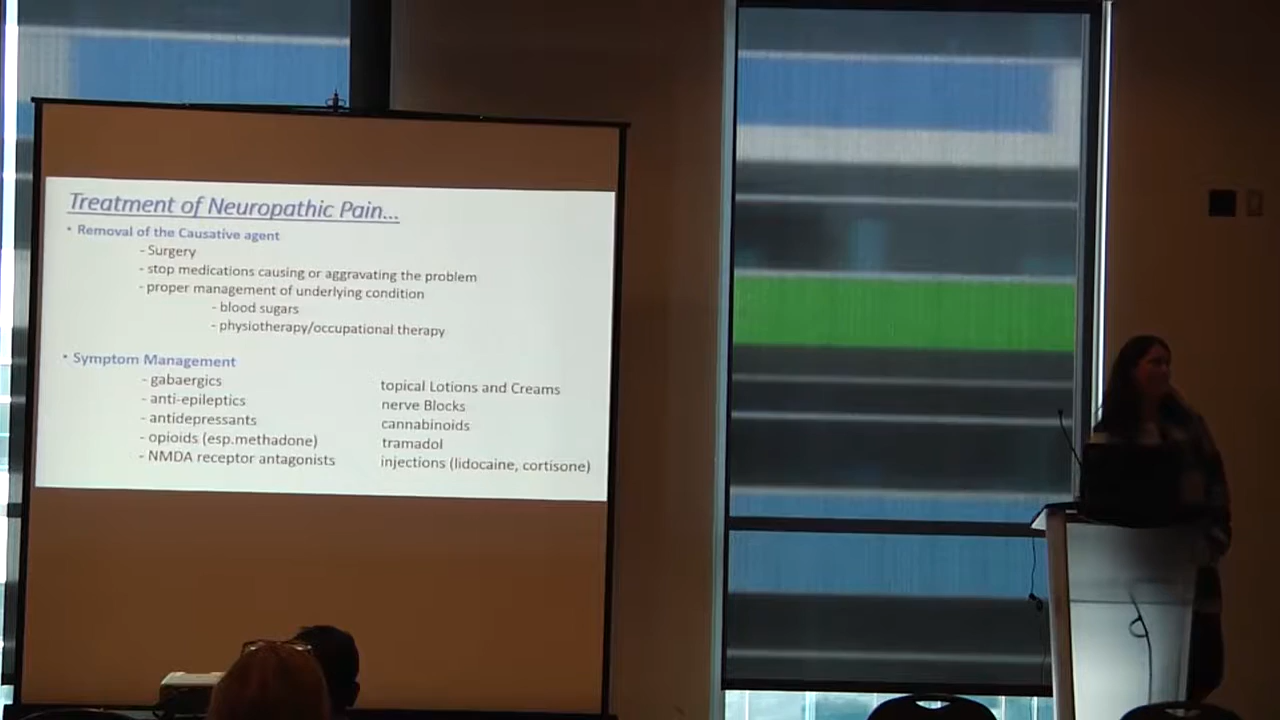 Treatment of Neuropathic Pain...
• Removal of the Causative agent
- Surgery
- stop medications causing or aggravating the problem
- proper management of underlying condition
- blood sugars
- physiotherapy/occupational therapy
• Symptom Management
- gabaergics
- anti-epileptics
- antidepressants
- opioids (esp.methadone)
- NMDA receptor antagonists
topical Lotions and Creams
nerve Blocks
cannabinoids
tramadol
injections (lidocaine, cortisone)